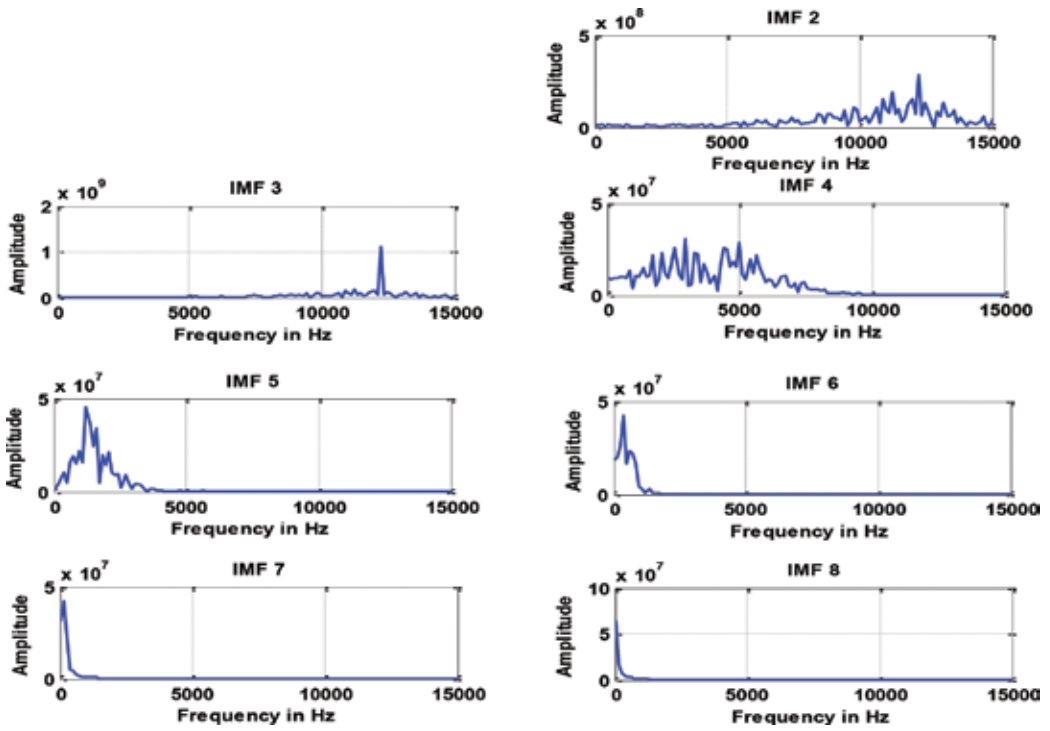 IMF 2
x 10^8
5
0
Amplitude
0 5000 10000 15000
Frequency in Hz
IMF 3
x 10^9
2
1
0
Amplitude
0 5000 10000 15000
Frequency in Hz
IMF 4
x 10^7
5
0
Amplitude
0 5000 10000 15000
Frequency in Hz
IMF 5
x 10^7
5
0
Amplitude
0 5000 10000 15000
Frequency in Hz
IMF 6
x 10^7
5
0
Amplitude
0 5000 10000 15000
Frequency in Hz
IMF 7
x 10^7
5
0
Amplitude
0 5000 10000 15000
Frequency in Hz
IMF 8
x 10^7
10
5
0
Amplitude
0 5000 10000 15000
Frequency in Hz